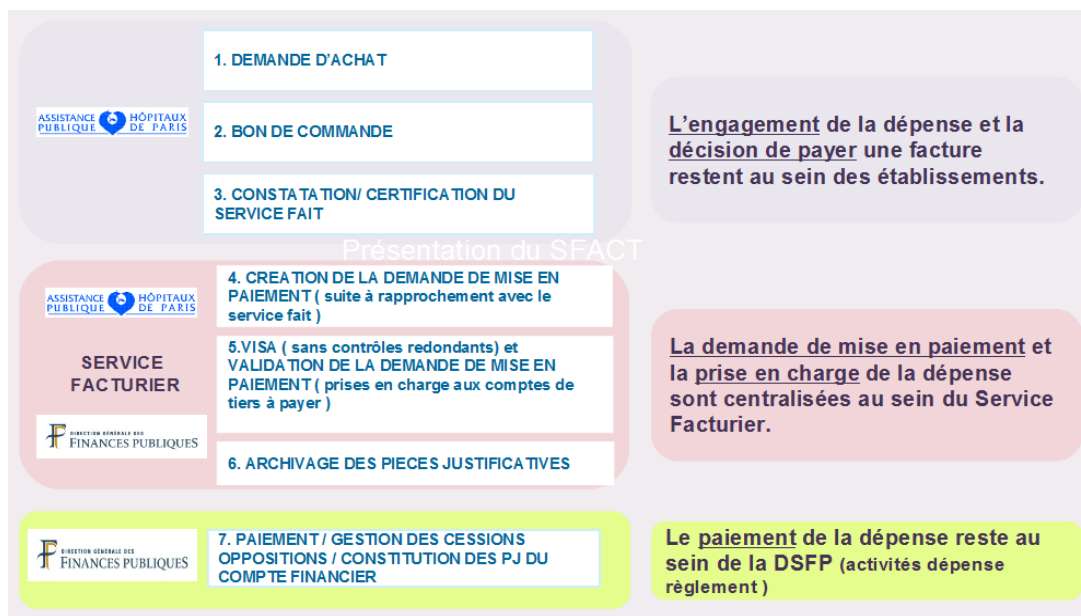 1. DEMANDE D'ACHAT
ASSISTANCE HÔPITAUX
PUBLIQUE DE PARIS
2. BON DE COMMANDE
3. CONSTATATION/ CERTIFICATION DU
SERVICE FAIT
L'engagement de la dépense et la
décision de payer une facture
restent au sein des établissements.
Présentation du SFACT
ASSISTANCE HÔPITAUX
PUBLIQUE DE PARIS
SERVICE
FACTURIER
DIRECTION GÉNÉRALE DES
FINANCES PUBLIQUES
4. CREATION DE LA DEMANDE DE MISE EN
PAIEMENT ( suite à rapprochement avec le
service fait )
5.VISA ( sans contrôles redondants) et
VALIDATION DE LA DEMANDE DE MISE EN
PAIEMENT ( prises en charge aux comptes de
tiers à payer )
6. ARCHIVAGE DES PIECES JUSTIFICATIVES
La demande de mise en paiement et
la prise en charge de la dépense
sont centralisées au sein du Service
Facturier.
DIRECTION GÉNÉRALE DES
FINANCES PUBLIQUES
7. PAIEMENT / GESTION DES CESSIONS
OPPOSITIONS / CONSTITUTION DES PJ DU
COMPTE FINANCIER
Le paiement de la dépense reste au
sein de la DSFP (activités dépense
règlement )